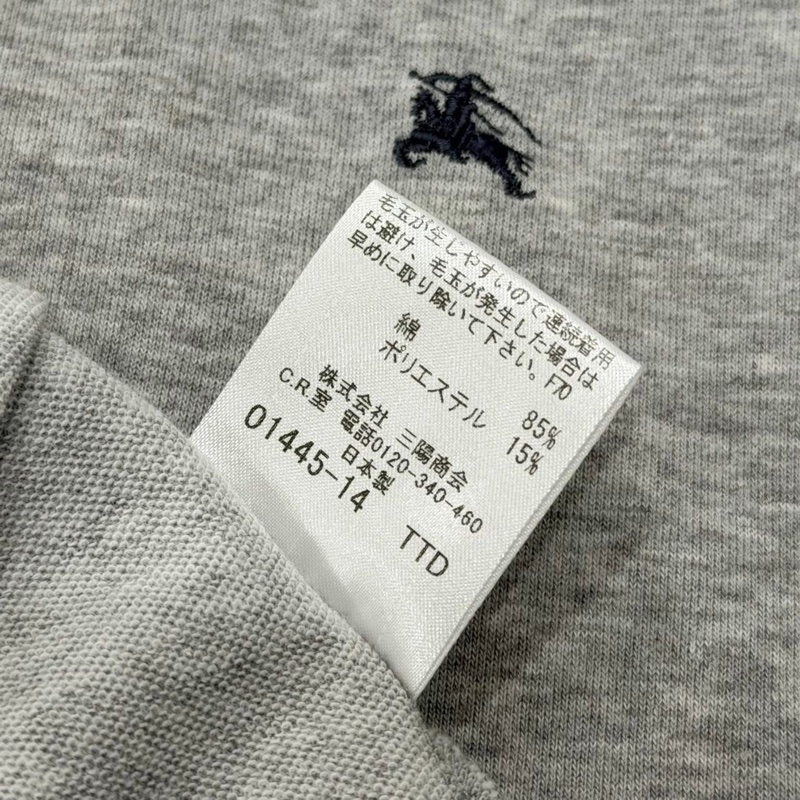 毛玉が生じやすいので連続着用
は避け、毛玉が発生した場合は
早めに取り除いて下さい。F70
綿 85%
ポリエステル 15%
株式会社 三陽商会
C.R.室 電話0120-340-460
日本製
01445-14 TTD